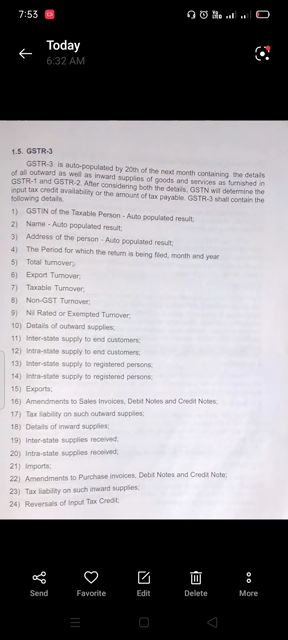 7:53
Today
6:32 AM
1.5. GSTR-3
GSTR-3 is auto-populated by 20th of the next month containing the details
of all outward as well as inward supplies of goods and services as furnished in
GSTR-1 and GSTR-2. After considering both the details, GSTN will determine the
input tax credit availability or the amount of tax payable. GSTR-3 shall contain the
following details.
1) GSTIN of the Taxable Person - Auto populated result;
2) Name - Auto populated result;
3) Address of the person - Auto populated result;
4) The Period for which the return is being filed, month and year
5) Total turnover;
6) Export Turnover;
7) Taxable Turnover;
8) Non-GST Turnover;
9) Nil Rated or Exempted Turnover;
10) Details of outward supplies;
11) Inter-state supply to end customers;
12) Intra-state supply to end customers;
13) Inter-state supply to registered persons;
14) Intra-state supply to registered persons;
15) Exports;
16) Amendments to Sales Invoices, Debit Notes and Credit Notes;
17) Tax liability on such outward supplies;
18) Details of inward supplies;
19) Inter-state supplies received;
20) Intra-state supplies received;
21) Imports;
22) Amendments to Purchase invoices, Debit Notes and Credit Note;
23) Tax liability on such inward supplies;
24) Reversals of Input Tax Credit;
Send Favorite Edit Delete More